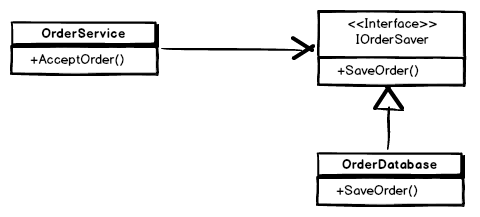 OrderService
+AcceptOrder()
<<Interface>>
IOrderSaver
+SaveOrder()
OrderDatabase
+SaveOrder()